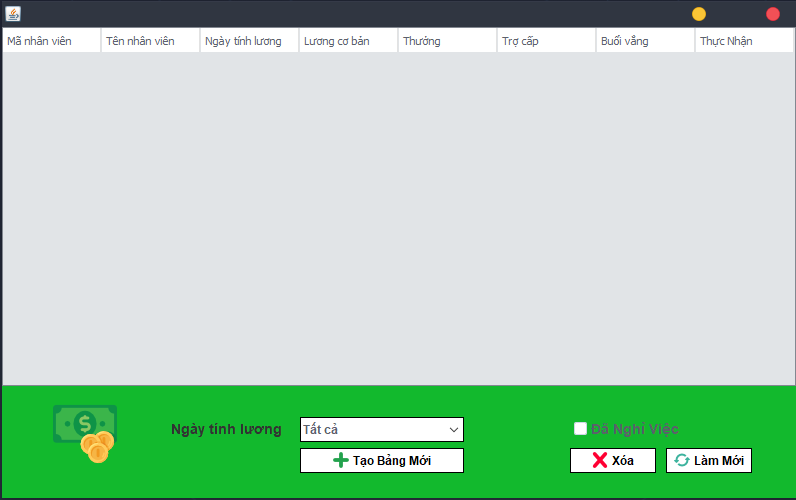 Mã nhân viên Tên nhân viên Ngày tính lương Lương cơ bản Thưởng Trợ cấp Buổi vắng Thực Nhận
Ngày tính lương Tất cả Đã Nghỉ Việc
Tạo Bảng Mới Xóa Làm Mới